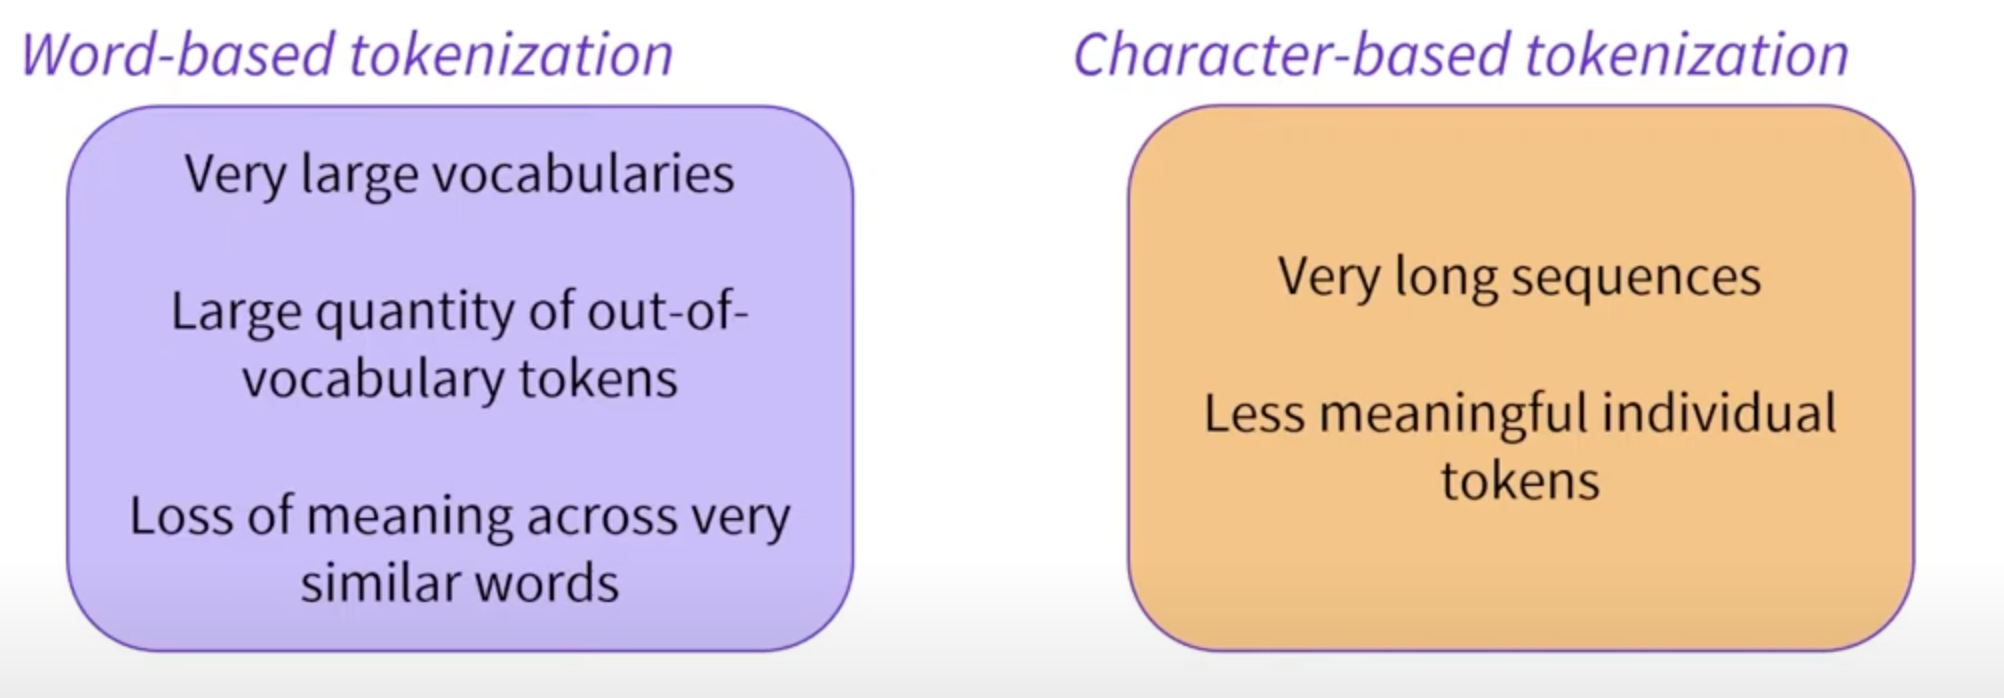 Word-based tokenization
Very large vocabularies
Large quantity of out-of-
vocabulary tokens
Loss of meaning across very
similar words
Character-based tokenization
Very long sequences
Less meaningful individual
tokens